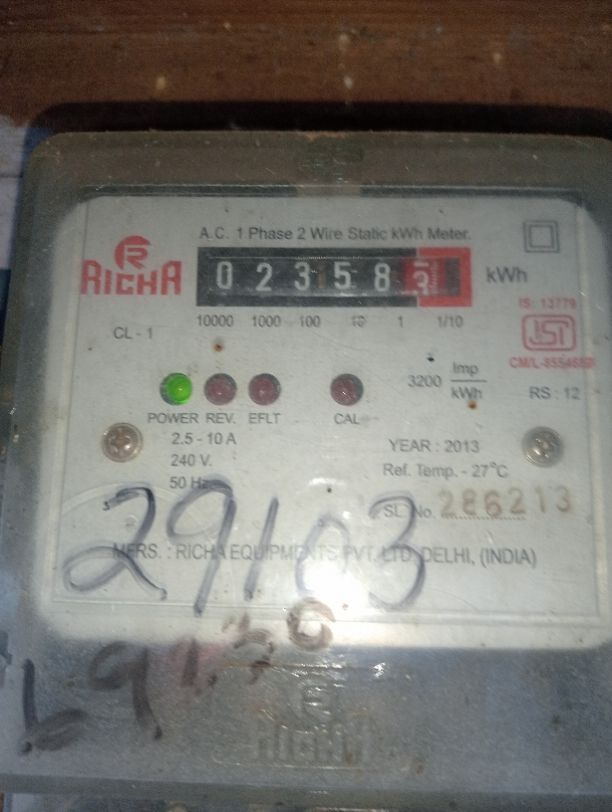 A.C. 1 Phase 2 Wire Static kWh Meter.
RICHA
0 2 3 5 8 3 kWh
10000 1000 100 10 1 1/10
IS: 13779
CL - 1
ISI
3200 Imp/kWh
RS : 12
POWER REV. EFLT CAL
2.5 - 10 A
240 V.
50 Hz
YEAR : 2013
Ref. Temp. - 27°C
SL. No. 286213
29103
MFRS. : RICHA EQUIPMENTS PVT. LTD. DELHI, (INDIA)
RICHA